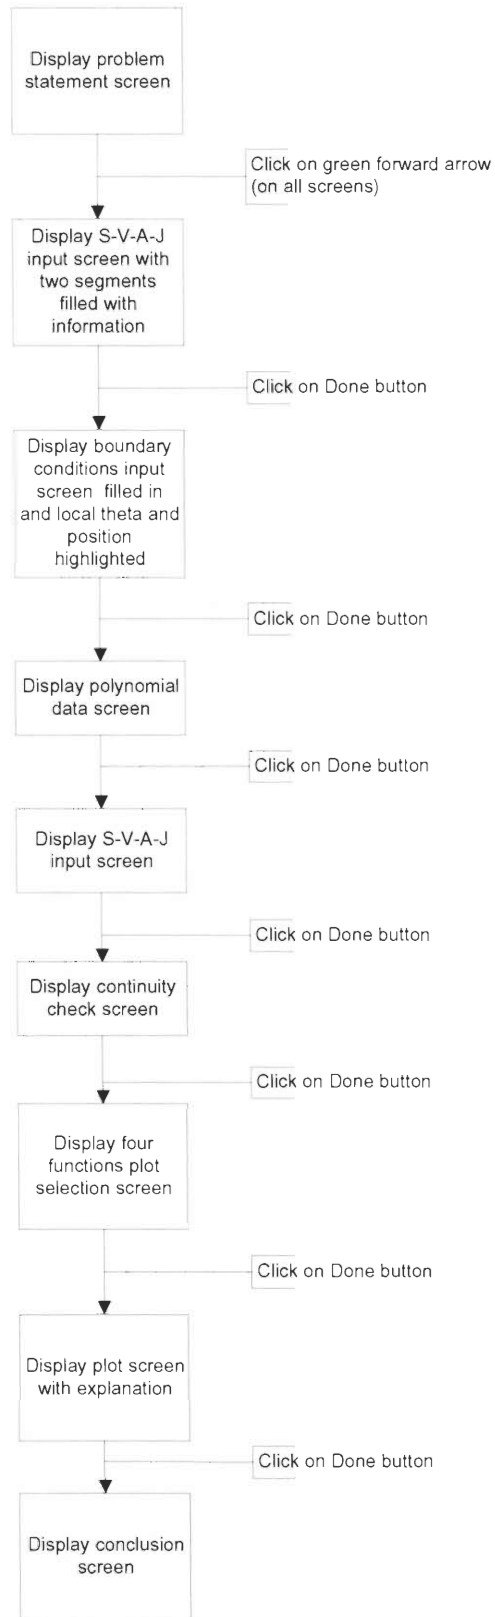 Display problem
statement screen
Click on green forward arrow
(on all screens)
Display S-V-A-J
input screen with
two segments
filled with
information
Click on Done button
Display boundary
conditions input
screen filled in
and local theta and
position
highlighted
Click on Done button
Display polynomial
data screen
Click on Done button
Display S-V-A-J
input screen
Click on Done button
Display continuity
check screen
Click on Done button
Display four
functions plot
selection screen
Click on Done button
Display plot screen
with explanation
Click on Done button
Display conclusion
screen